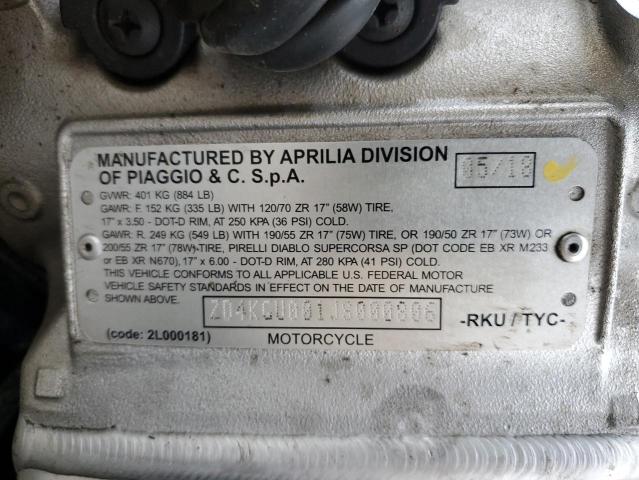 MANUFACTURED BY APRILIA DIVISION
OF PIAGGIO & C. S.p.A.
05/18
GVWR: 401 KG (884 LB)
GAWR: F. 152 KG (335 LB) WITH 120/70 ZR 17" (58W) TIRE,
17" x 3.50 - DOT-D RIM, AT 250 KPA (36 PSI) COLD.
GAWR: R. 249 KG (549 LB) WITH 190/55 ZR 17" (75W) TIRE, OR 190/50 ZR 17" (73W) OR
200/55 ZR 17" (78W)-TIRE, PIRELLI DIABLO SUPERCORSA SP (DOT CODE EB XR M233
or EB XR N670), 17" x 6.00 - DOT-D RIM, AT 280 KPA (41 PSI) COLD.
THIS VEHICLE CONFORMS TO ALL APPLICABLE U.S. FEDERAL MOTOR
VEHICLE SAFETY STANDARDS IN EFFECT ON THE DATE OF MANUFACTURE
SHOWN ABOVE.
-RKU / TYC-
(code: 2L000181)
MOTORCYCLE